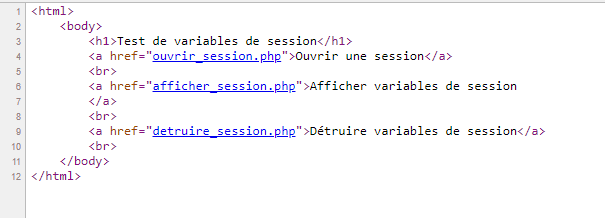 1 <html>
2 <body>
3 <h1>Test de variables de session</h1>
4 <a href="ouvrir_session.php">Ouvrir une session</a>
5 <br>
6 <a href="afficher_session.php">Afficher variables de session
7 </a>
8 <br>
9 <a href="detruire_session.php">Détruire variables de session</a>
10 <br>
11 </body>
12 </html>